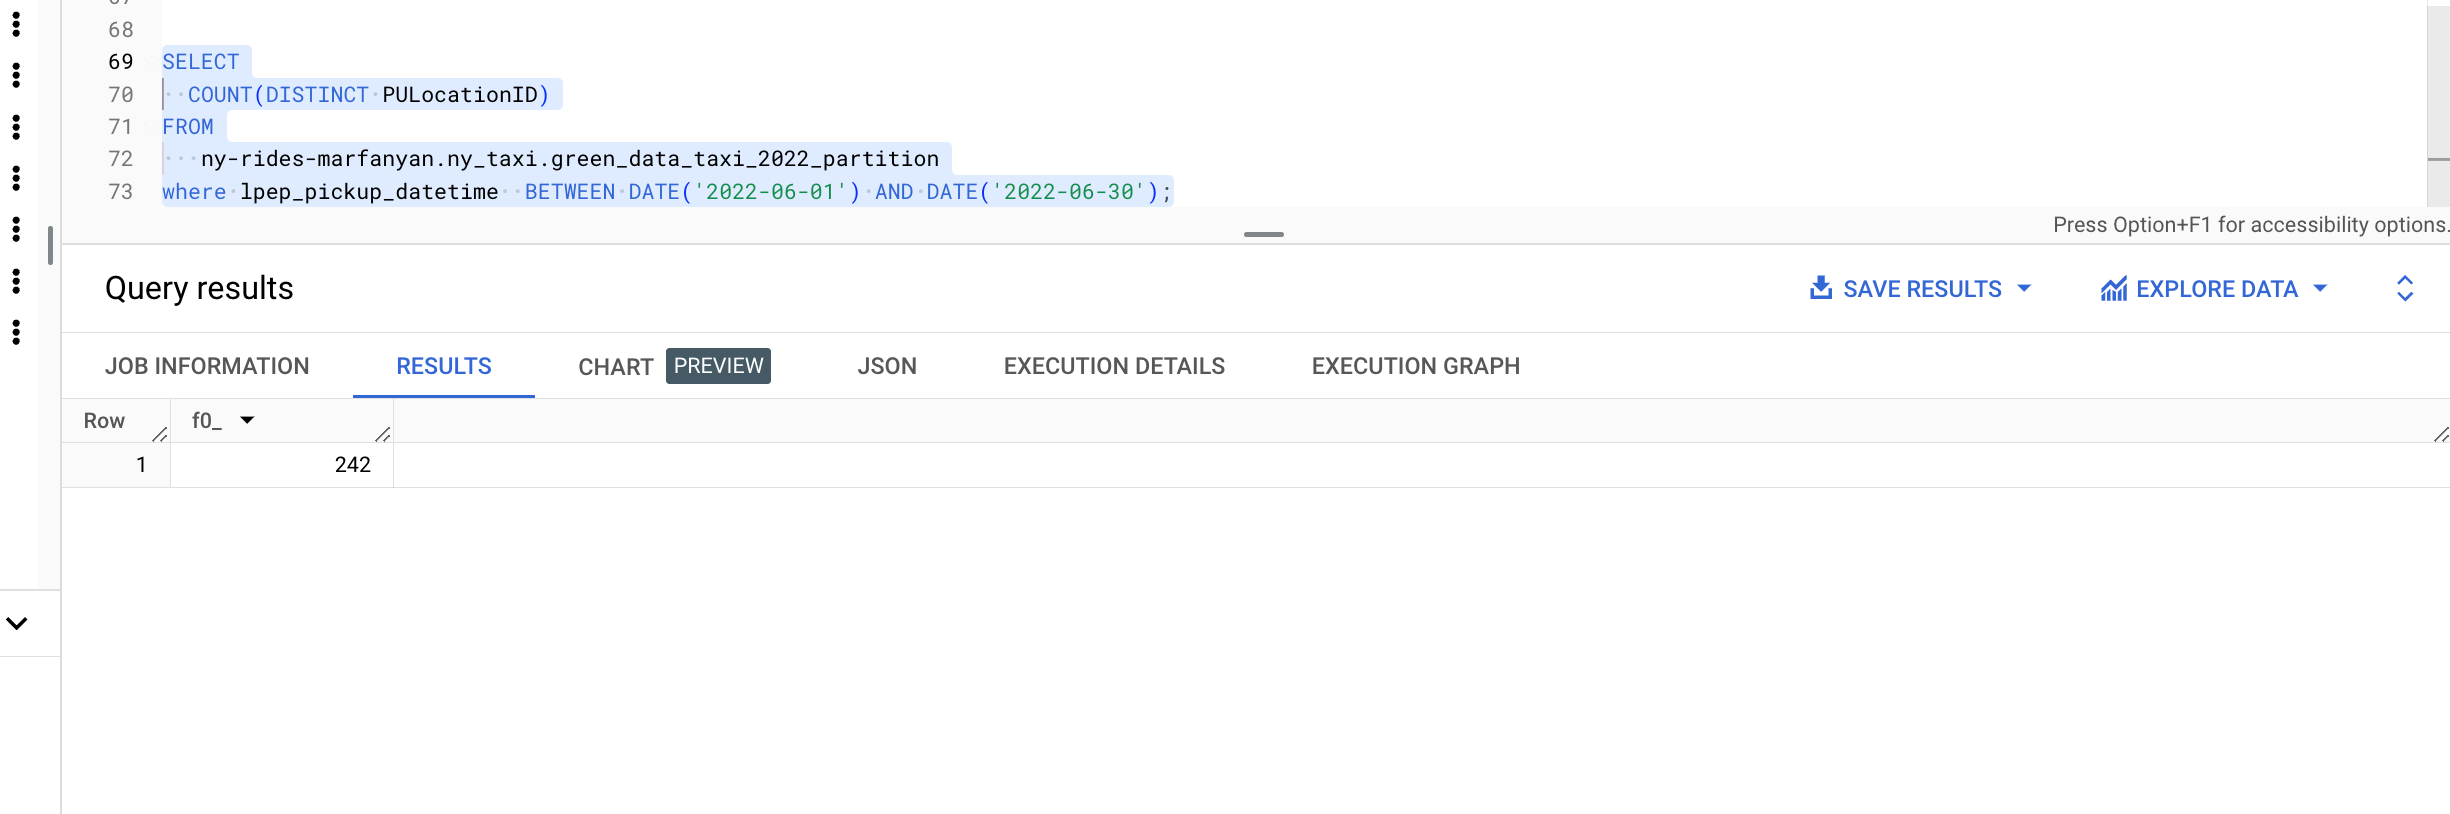 68
69 SELECT
70 COUNT(DISTINCT PULocationID)
71 FROM
72 ny-rides-marfanyan.ny_taxi.green_data_taxi_2022_partition
73 where lpep_pickup_datetime BETWEEN DATE('2022-06-01') AND DATE('2022-06-30');
Press Option+F1 for accessibility options.
Query results SAVE RESULTS EXPLORE DATA
JOB INFORMATION RESULTS CHART PREVIEW JSON EXECUTION DETAILS EXECUTION GRAPH
Row f0_
1 242